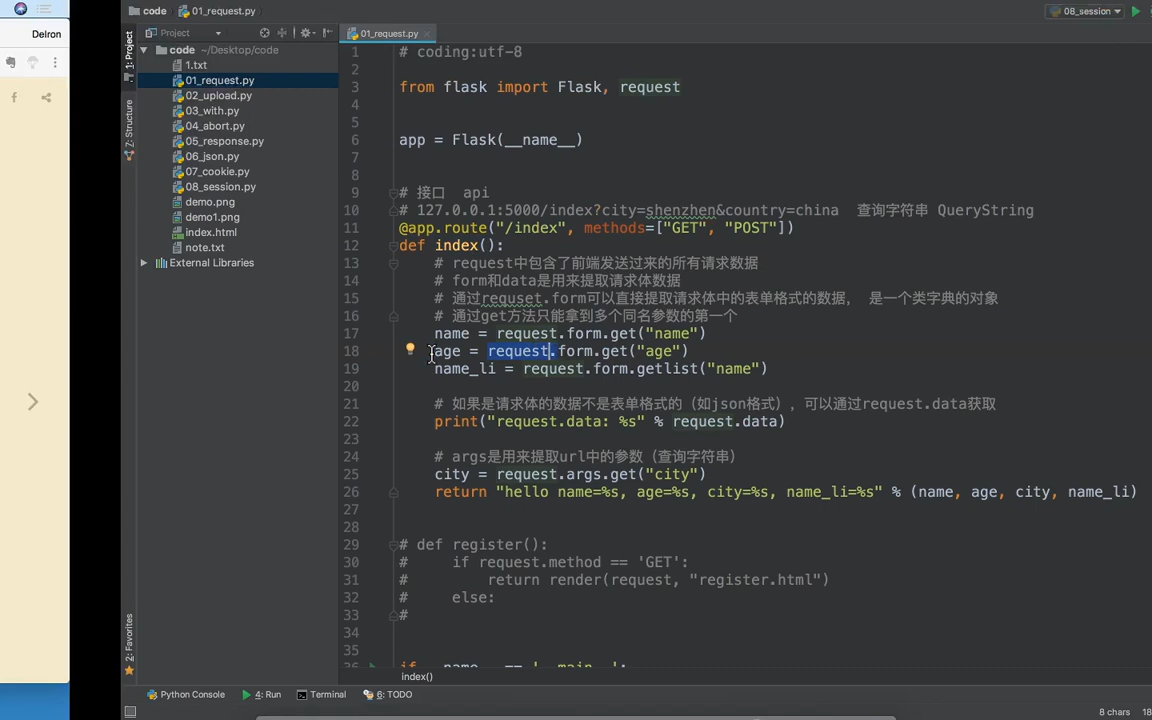 code
01_request.py
08_session
Delron
Project
01_request.py
1: Project
7: Structure
2: Favorites
code ~/Desktop/code
1.txt
01_request.py
02_upload.py
03_with.py
04_abort.py
05_response.py
06_json.py
07_cookie.py
08_session.py
demo.png
demo1.png
index.html
note.txt
External Libraries
1 # coding:utf-8
2
3 from flask import Flask, request
4
5
6 app = Flask(__name__)
7
8
9 # 接口 api
10 # 127.0.0.1:5000/index?city=shenzhen&country=china 查询字符串 QueryString
11 @app.route("/index", methods=["GET", "POST"])
12 def index():
13 # request中包含了前端发送过来的所有请求数据
14 # form和data是用来提取请求体数据
15 # 通过requset.form可以直接提取请求体中的表单格式的数据， 是一个类字典的对象
16 # 通过get方法只能拿到多个同名参数的第一个
17 name = request.form.get("name")
18 age = request.form.get("age")
19 name_li = request.form.getlist("name")
20
21 # 如果是请求体的数据不是表单格式的（如json格式），可以通过request.data获取
22 print("request.data: %s" % request.data)
23
24 # args是用来提取url中的参数（查询字符串）
25 city = request.args.get("city")
26 return "hello name=%s, age=%s, city=%s, name_li=%s" % (name, age, city, name_li)
27
28
29 # def register():
30 # if request.method == 'GET':
31 # return render(request, "register.html")
32 # else:
33 #
34
35
36 if __name__ == '__main__':
index()
Python Console
4: Run
Terminal
6: TODO
8 chars